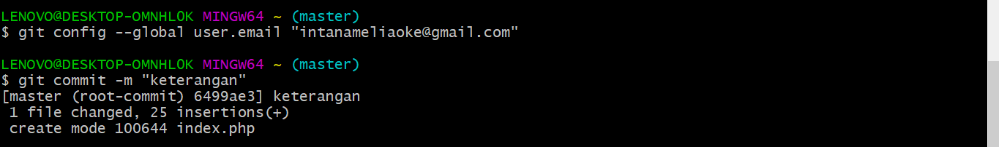 LENOVO@DESKTOP-OMNHL0K MINGW64 ~ (master)
$ git config --global user.email "intanameliaoke@gmail.com"
LENOVO@DESKTOP-OMNHL0K MINGW64 ~ (master)
$ git commit -m "keterangan"
[master (root-commit) 6499ae3] keterangan
 1 file changed, 25 insertions(+)
 create mode 100644 index.php